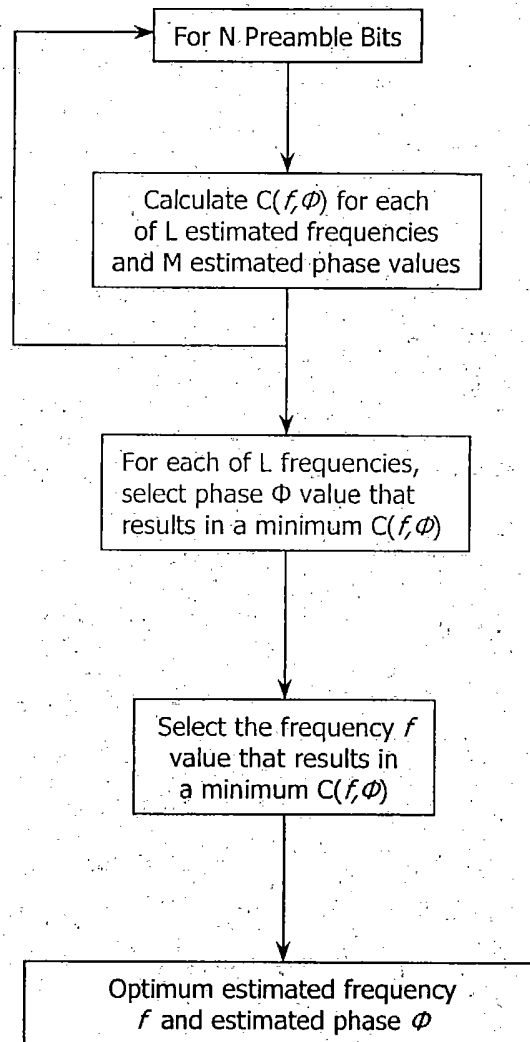 For N Preamble Bits
Calculate C(f,Φ) for each
of L estimated frequencies
and M estimated phase values
For each of L frequencies,
select phase Φ value that
results in a minimum C(f,Φ)
Select the frequency f
value that results in
a minimum C(f,Φ)
Optimum estimated frequency
f and estimated phase Φ